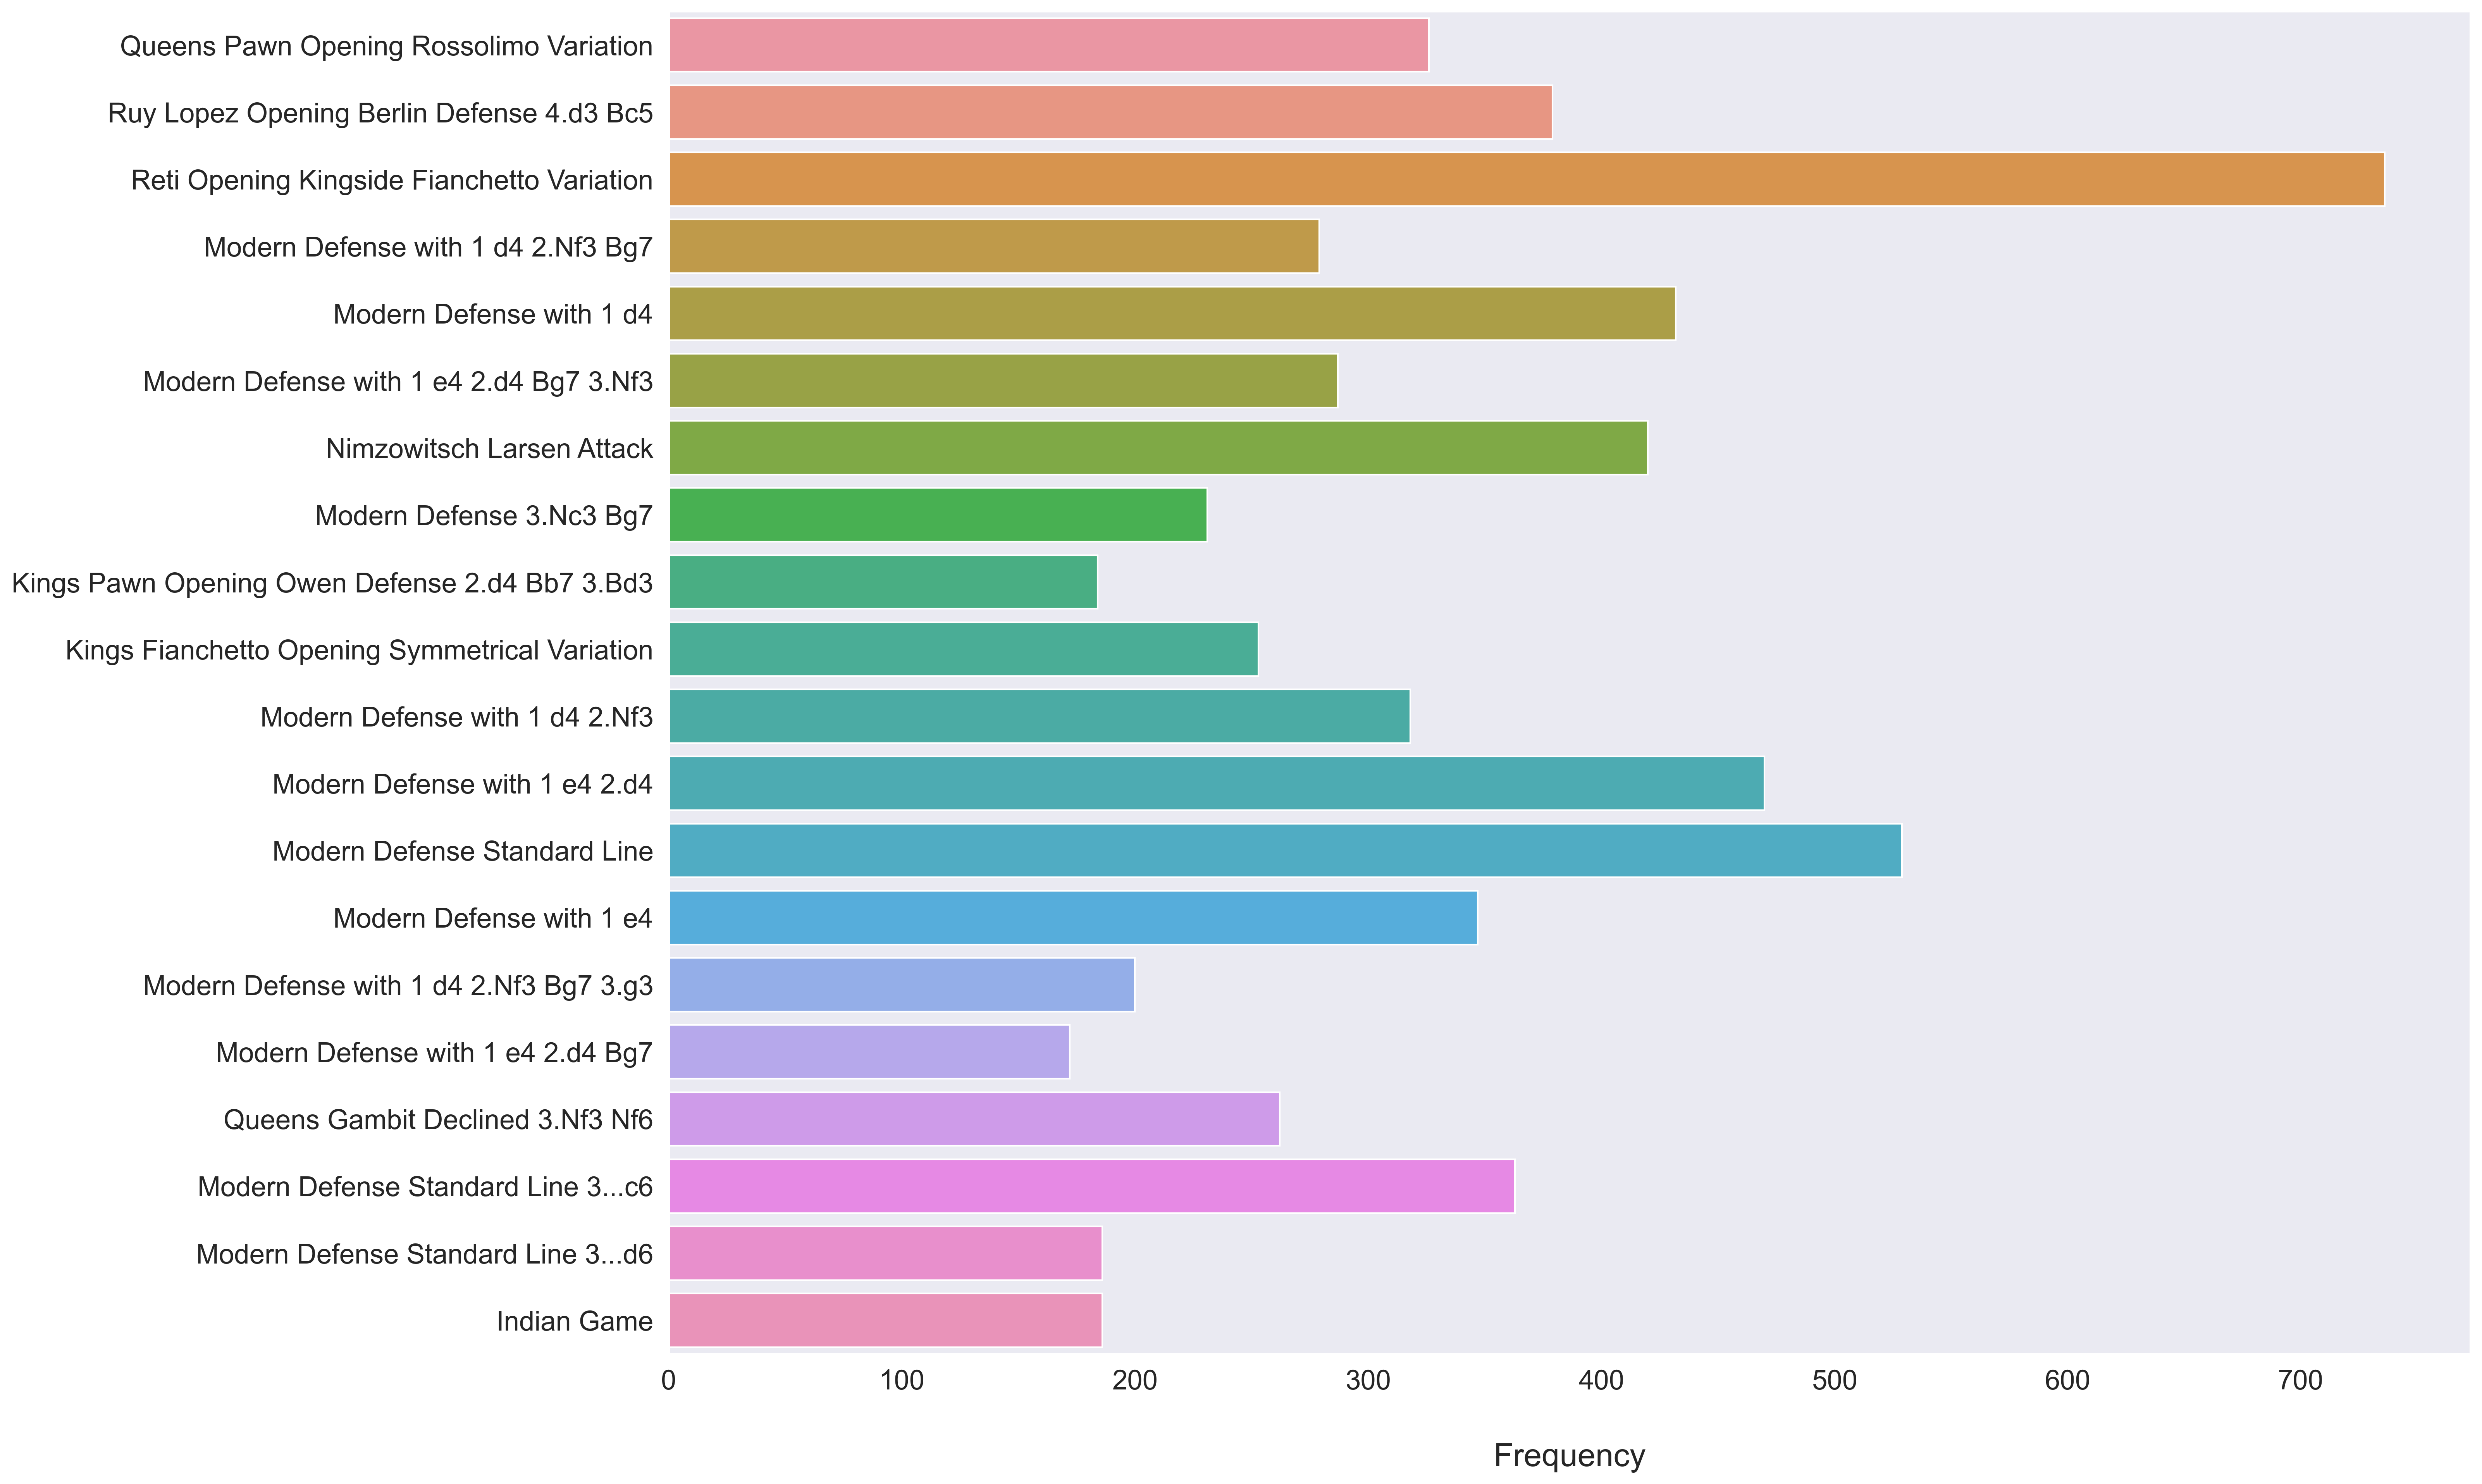 Queens Pawn Opening Rossolimo Variation
Ruy Lopez Opening Berlin Defense 4.d3 Bc5
Reti Opening Kingside Fianchetto Variation
Modern Defense with 1 d4 2.Nf3 Bg7
Modern Defense with 1 d4
Modern Defense with 1 e4 2.d4 Bg7 3.Nf3
Nimzowitsch Larsen Attack
Modern Defense 3.Nc3 Bg7
Kings Pawn Opening Owen Defense 2.d4 Bb7 3.Bd3
Kings Fianchetto Opening Symmetrical Variation
Modern Defense with 1 d4 2.Nf3
Modern Defense with 1 e4 2.d4
Modern Defense Standard Line
Modern Defense with 1 e4
Modern Defense with 1 d4 2.Nf3 Bg7 3.g3
Modern Defense with 1 e4 2.d4 Bg7
Queens Gambit Declined 3.Nf3 Nf6
Modern Defense Standard Line 3...c6
Modern Defense Standard Line 3...d6
Indian Game
0 100 200 300 400 500 600 700
Frequency